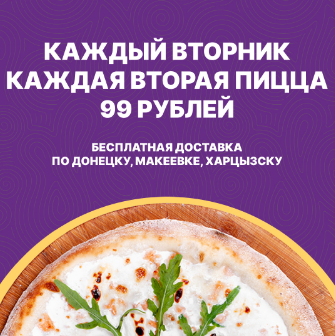 КАЖДЫЙ ВТОРНИК
КАЖДАЯ ВТОРАЯ ПИЦЦА
99 РУБЛЕЙ
БЕСПЛАТНАЯ ДОСТАВКА
ПО ДОНЕЦКУ, МАКЕЕВКЕ, ХАРЦЫЗСКУ